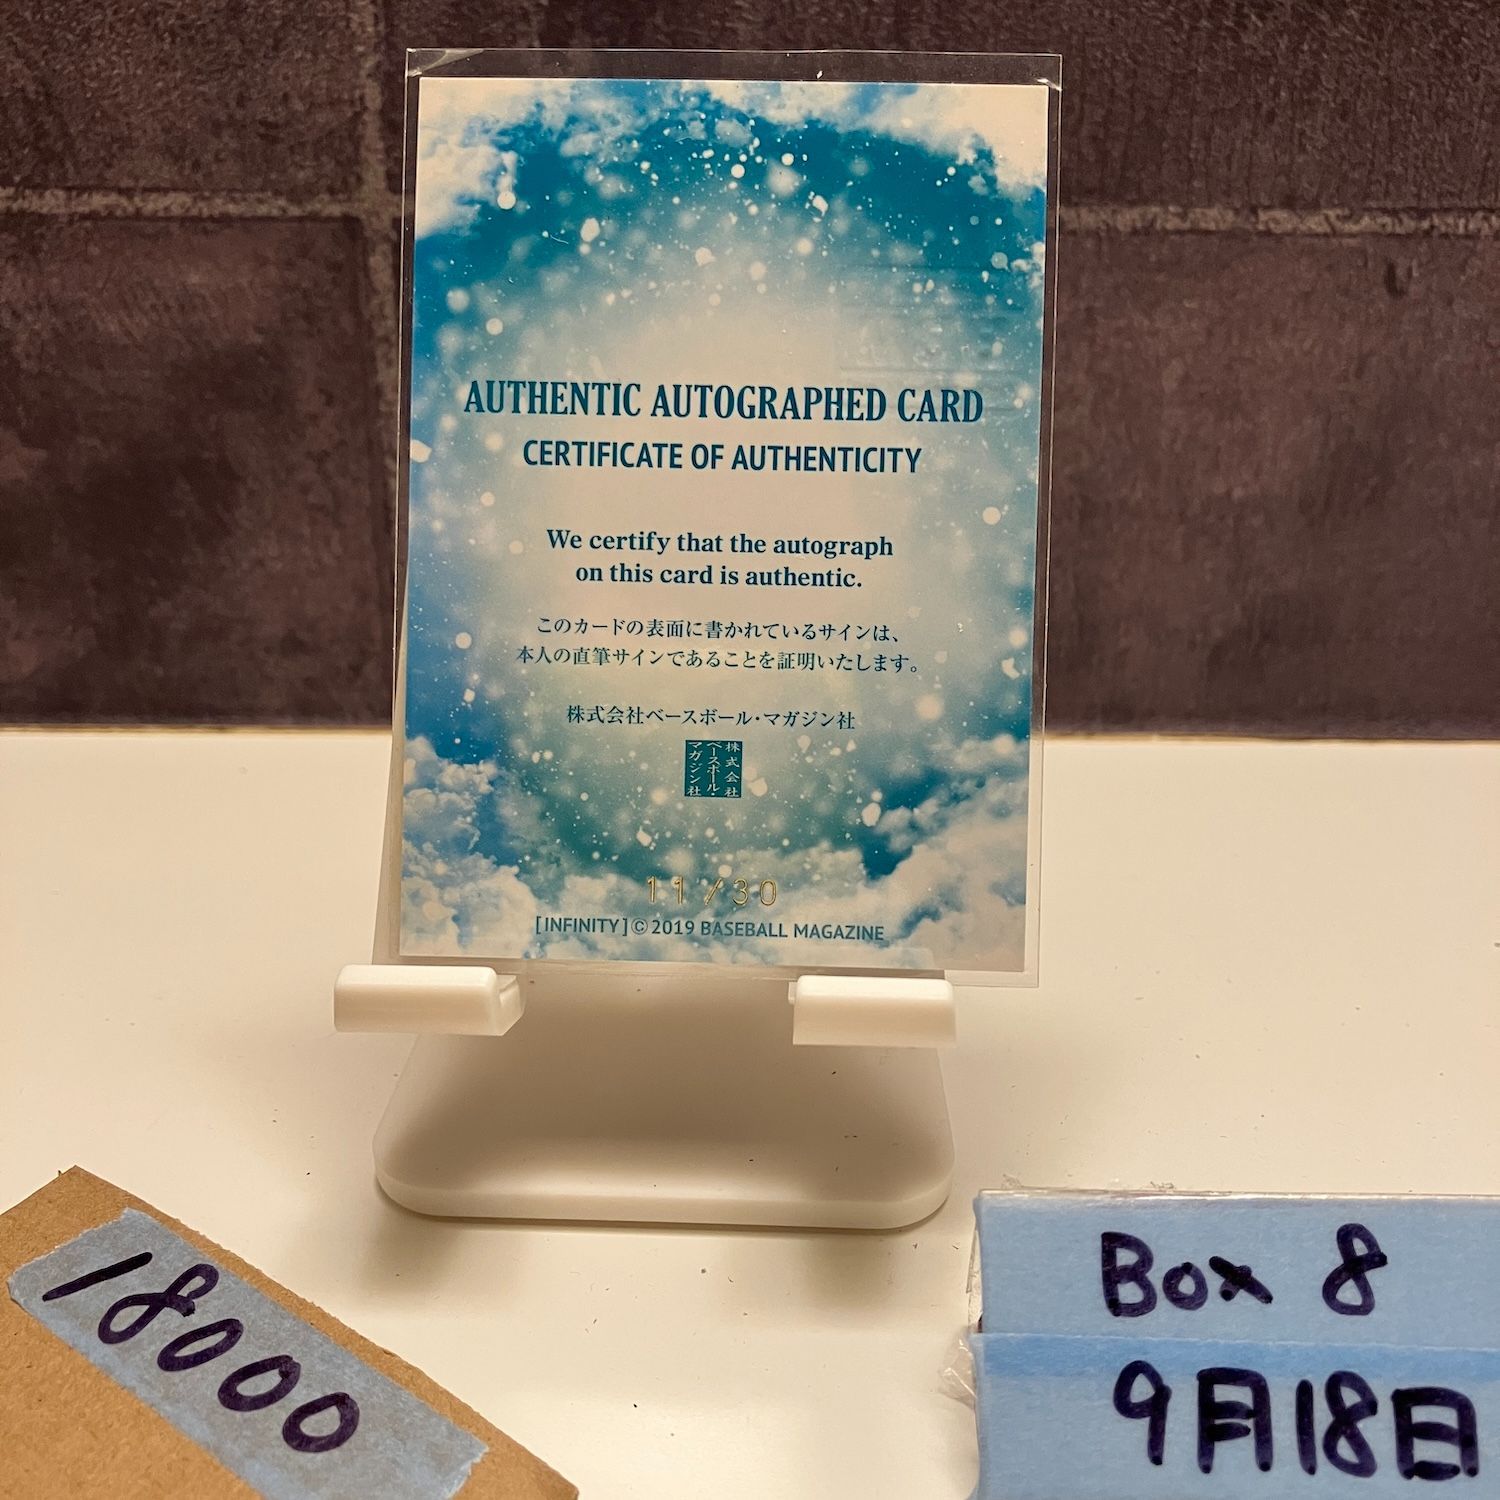 AUTHENTIC AUTOGRAPHED CARD
CERTIFICATE OF AUTHENTICITY
We certify that the autograph
on this card is authentic.
このカードの表面に書かれているサインは、
本人の直筆サインであることを証明いたします。
株式会社ベースボール・マガジン社
株式会社
ベースボール・
マガジン社
11/30
[INFINITY]©2019 BASEBALL MAGAZINE
18000
Box 8
9月18日